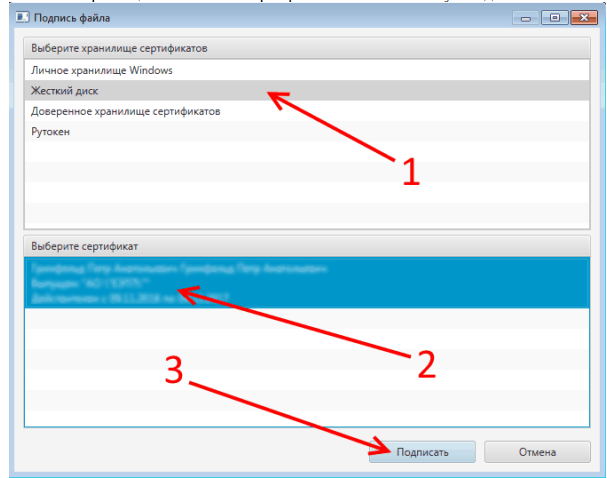 Подпись файла
Выберите хранилище сертификатов
Личное хранилище Windows
Жесткий диск
Доверенное хранилище сертификатов
Рутокен
1
Выберите сертификат
2
3
Подписать
Отмена